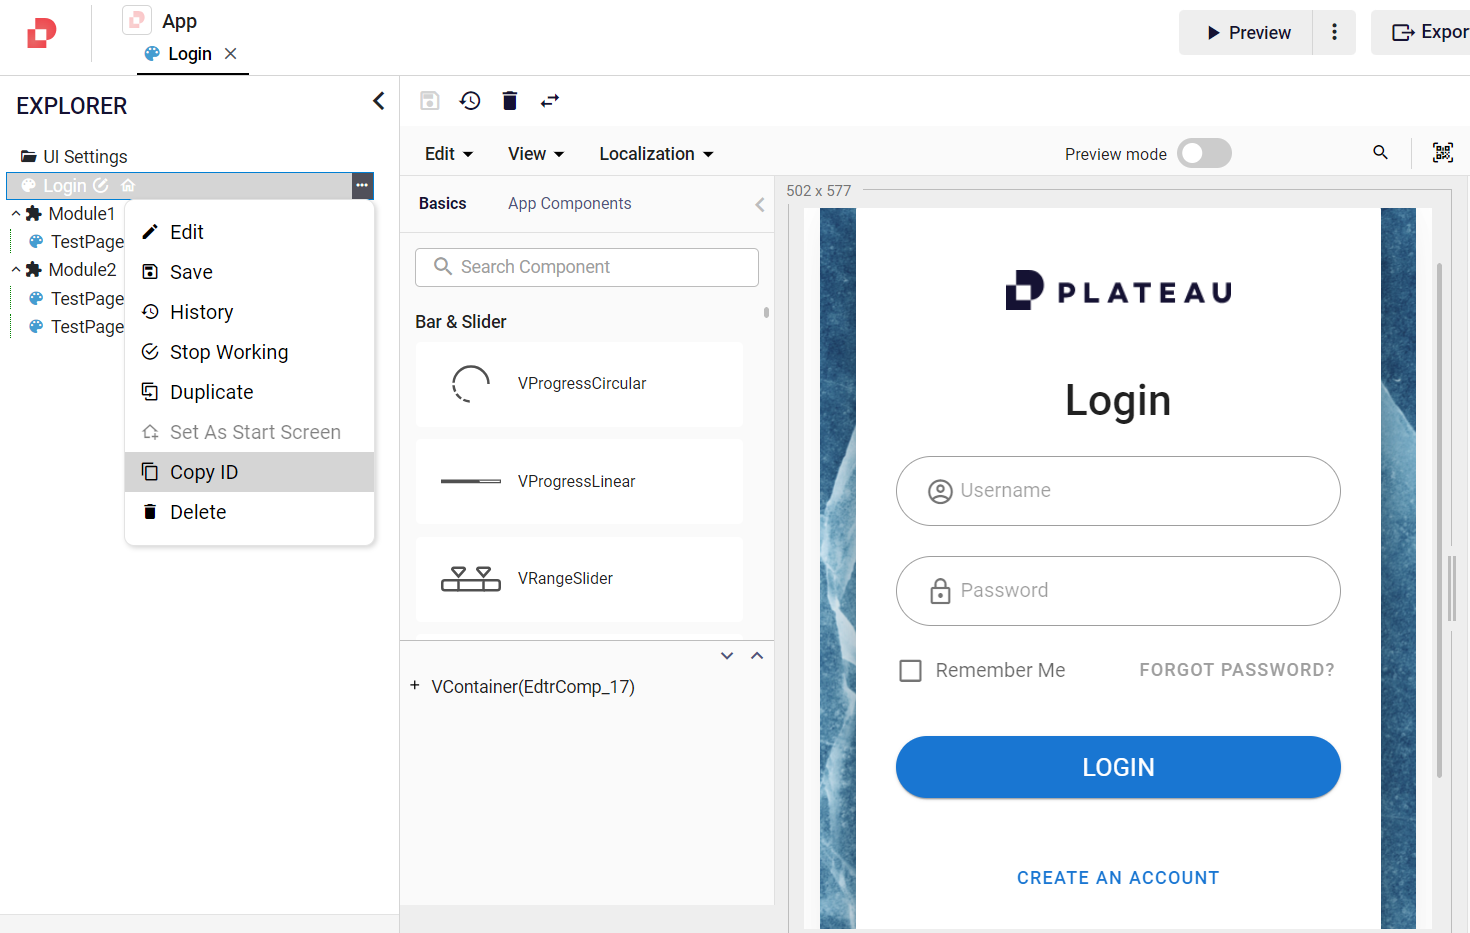 App
Login
Preview
Expor
EXPLORER
UI Settings
Login
Module1
TestPage
Module2
TestPage
TestPage
Edit
Save
History
Stop Working
Duplicate
Set As Start Screen
Copy ID
Delete
Edit
View
Localization
Preview mode
Basics
App Components
Search Component
Bar & Slider
VProgressCircular
VProgressLinear
VRangeSlider
+ VContainer(EdtrComp_17)
502 x 577
PLATEAU
Login
Username
Password
Remember Me
FORGOT PASSWORD?
LOGIN
CREATE AN ACCOUNT